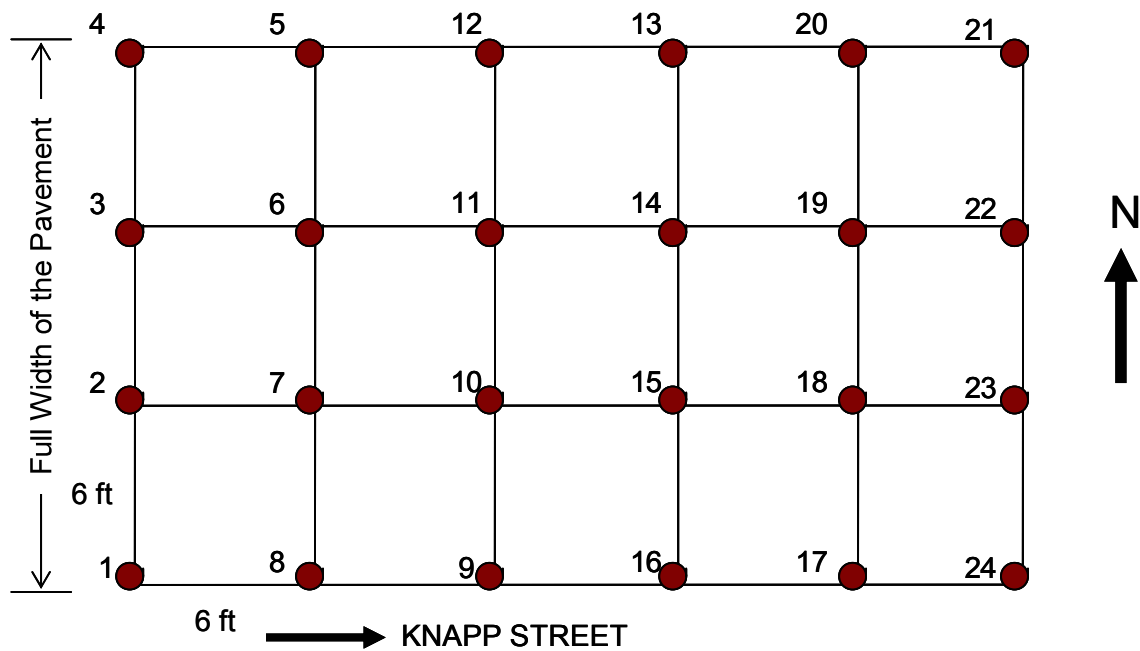 4 5 12 13 20 21
3 6 11 14 19 22
N
2 7 10 15 18 23
Full Width of the Pavement
6 ft
1 8 9 16 17 24
6 ft
KNAPP STREET